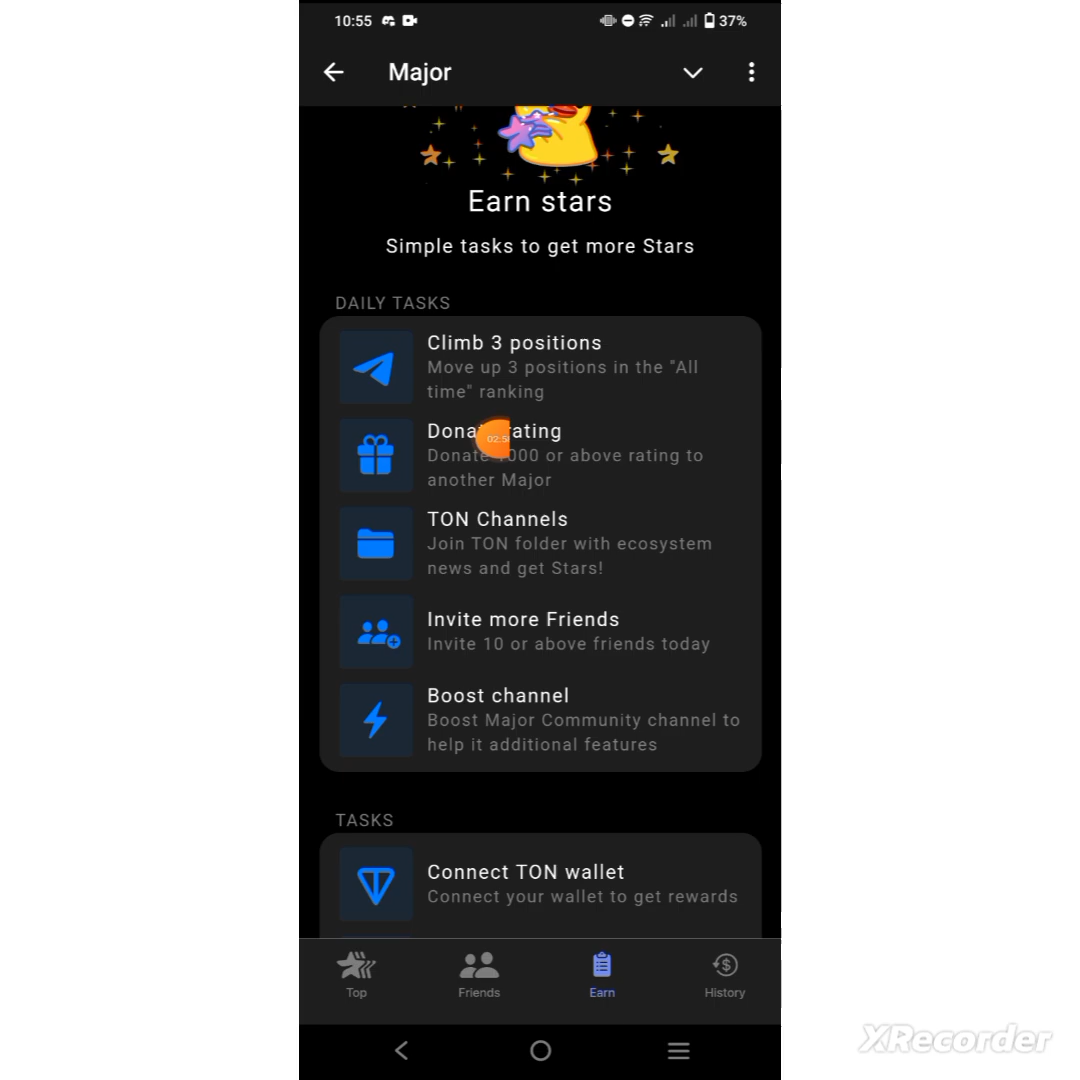 10:55
37%
Major
Earn stars
Simple tasks to get more Stars
DAILY TASKS
Climb 3 positions
Move up 3 positions in the "All
time" ranking
rating
Donate 1000 or above rating to
another Major
TON Channels
Join TON folder with ecosystem
news and get Stars!
Invite more Friends
Invite 10 or above friends today
Boost channel
Boost Major Community channel to
help it additional features
TASKS
Connect TON wallet
Connect your wallet to get rewards
Top
Friends
Earn
History
XRecorder